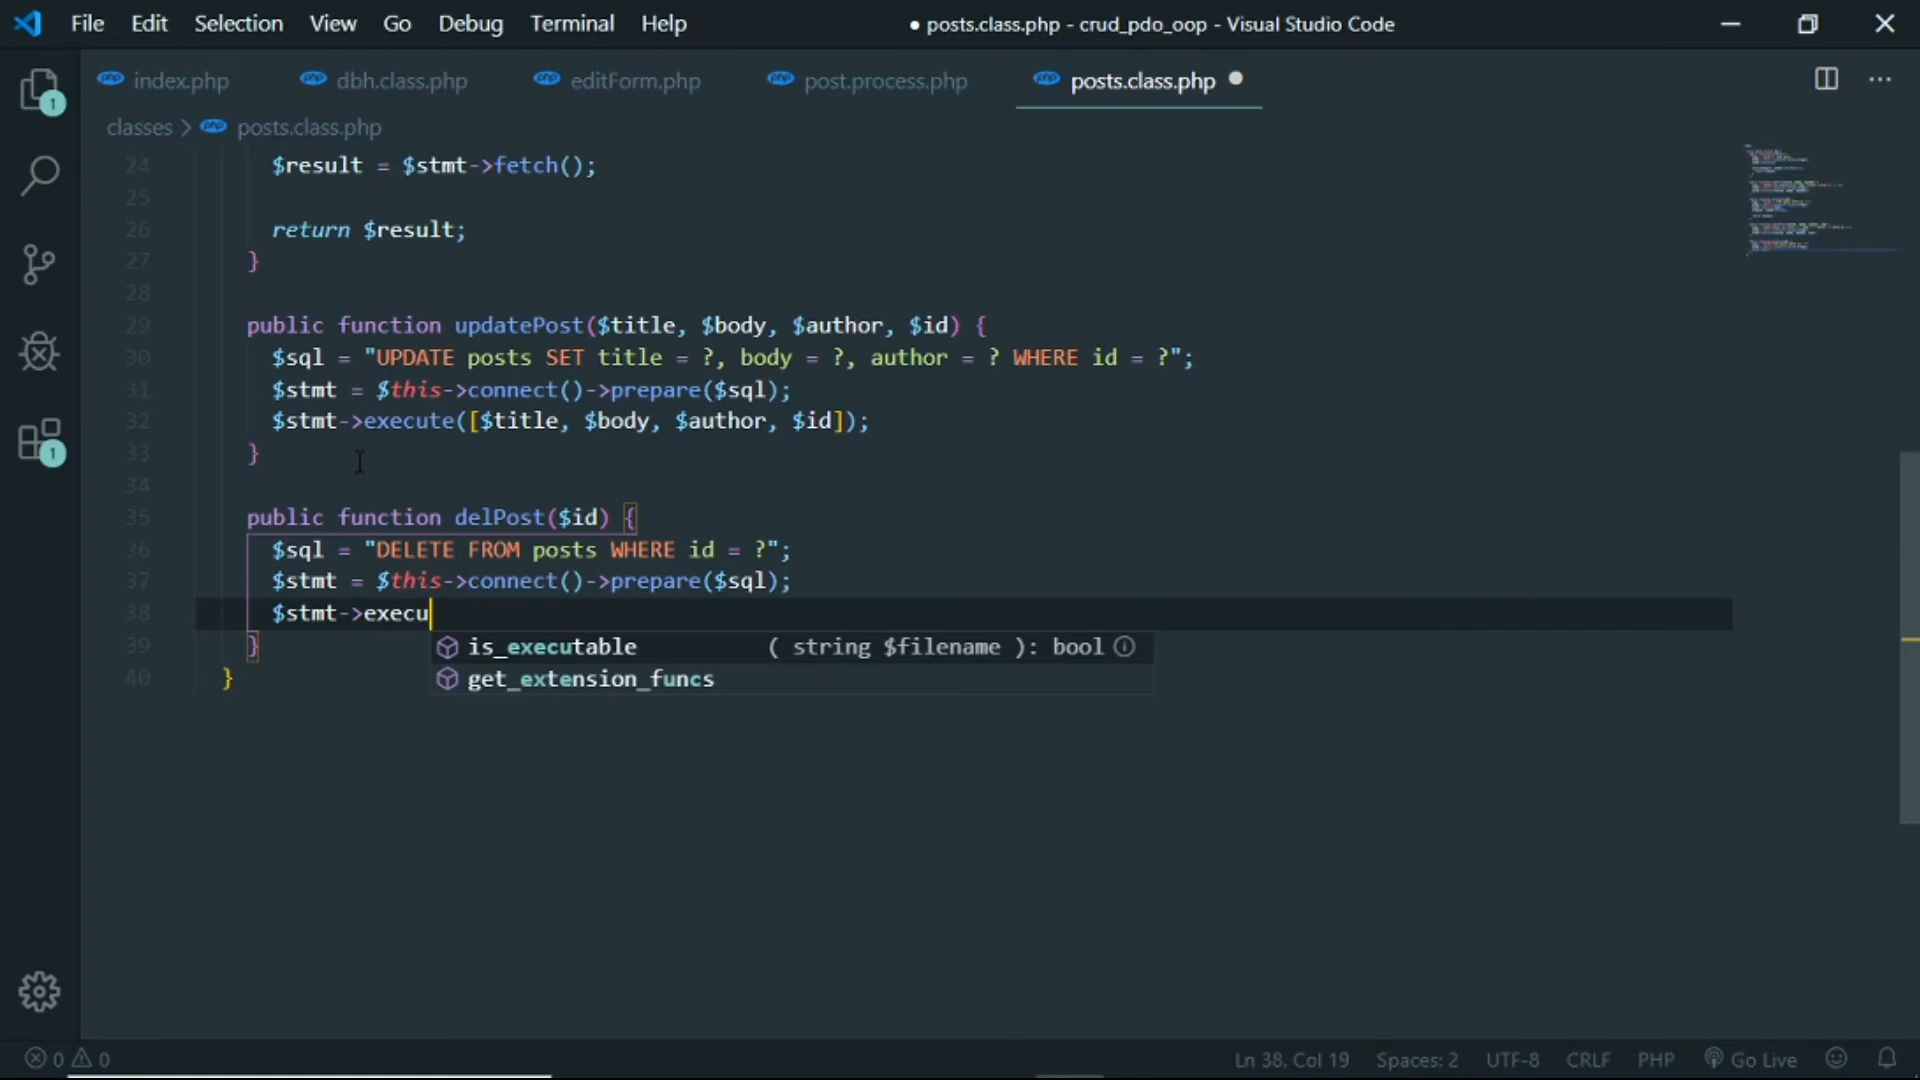 File Edit Selection View Go Debug Terminal Help ● posts.class.php - crud_pdo_oop - Visual Studio Code
index.php dbh.class.php editForm.php post.process.php posts.class.php
classes > posts.class.php
24 $result = $stmt->fetch();
25
26 return $result;
27 }
28
29 public function updatePost($title, $body, $author, $id) {
30 $sql = "UPDATE posts SET title = ?, body = ?, author = ? WHERE id = ?";
31 $stmt = $this->connect()->prepare($sql);
32 $stmt->execute([$title, $body, $author, $id]);
33 }
34
35 public function delPost($id) {
36 $sql = "DELETE FROM posts WHERE id = ?";
37 $stmt = $this->connect()->prepare($sql);
38 $stmt->execu
39 }
is_executable ( string $filename ): bool
40 }
get_extension_funcs
1
1
0 0 Ln 38, Col 19 Spaces: 2 UTF-8 CRLF PHP Go Live